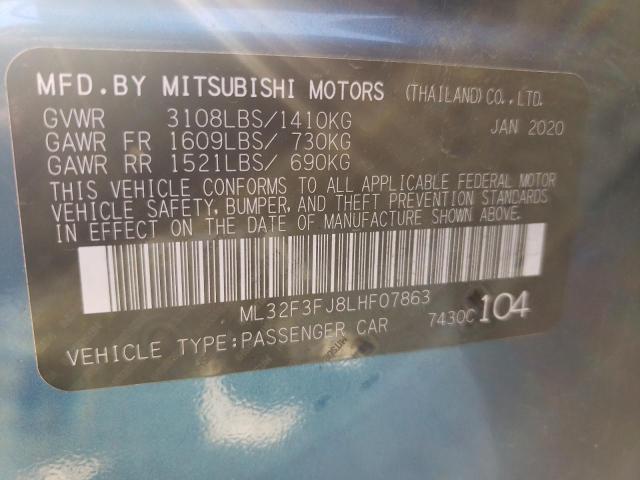 MFD.BY MITSUBISHI MOTORS (THAILAND)CO.,LTD.
GVWR 3108LBS/1410KG JAN 2020
GAWR FR 1609LBS/ 730KG
GAWR RR 1521LBS/ 690KG
THIS VEHICLE CONFORMS TO ALL APPLICABLE FEDERAL MOTOR
VEHICLE SAFETY, BUMPER, AND THEFT PREVENTION STANDARDS
IN EFFECT ON THE DATE OF MANUFACTURE SHOWN ABOVE.
ML32F3FJ8LHF07863
VEHICLE TYPE:PASSENGER CAR 7430C 104